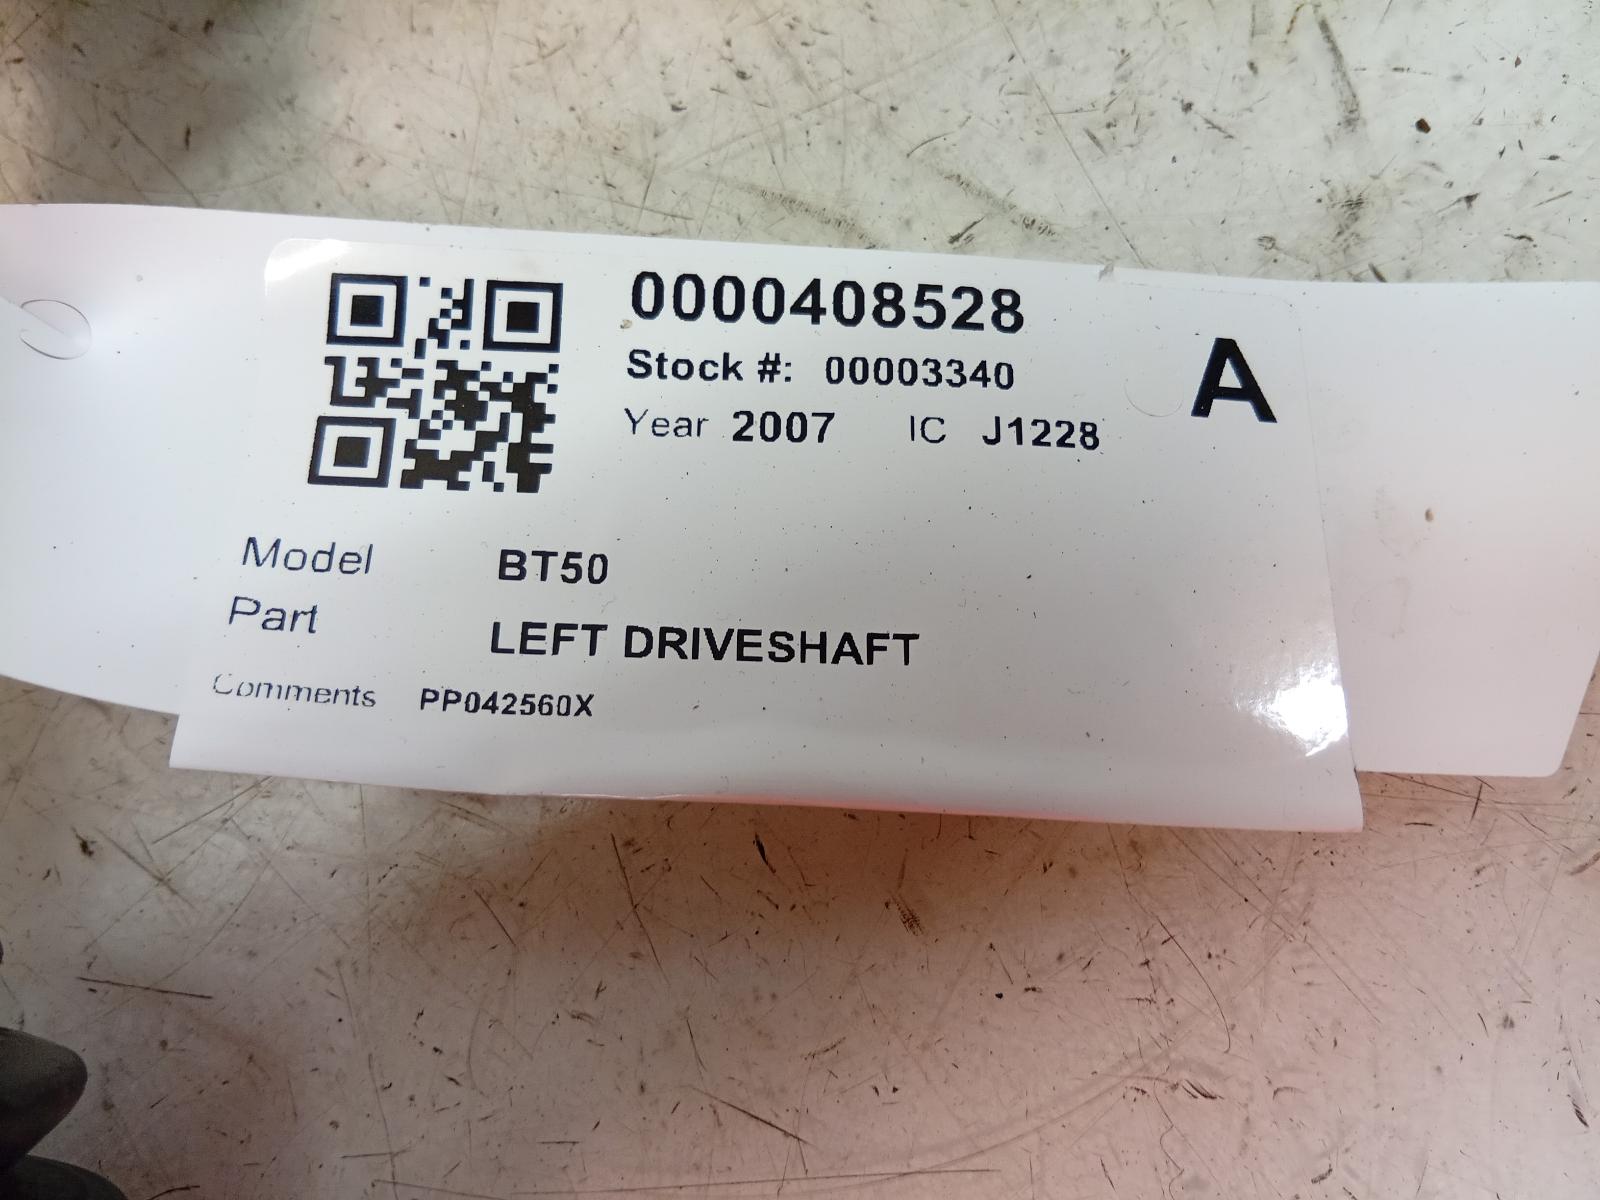 0000408528
A
Stock #: 00003340
Year 2007 IC J1228
Model BT50
Part LEFT DRIVESHAFT
Comments PP042560X